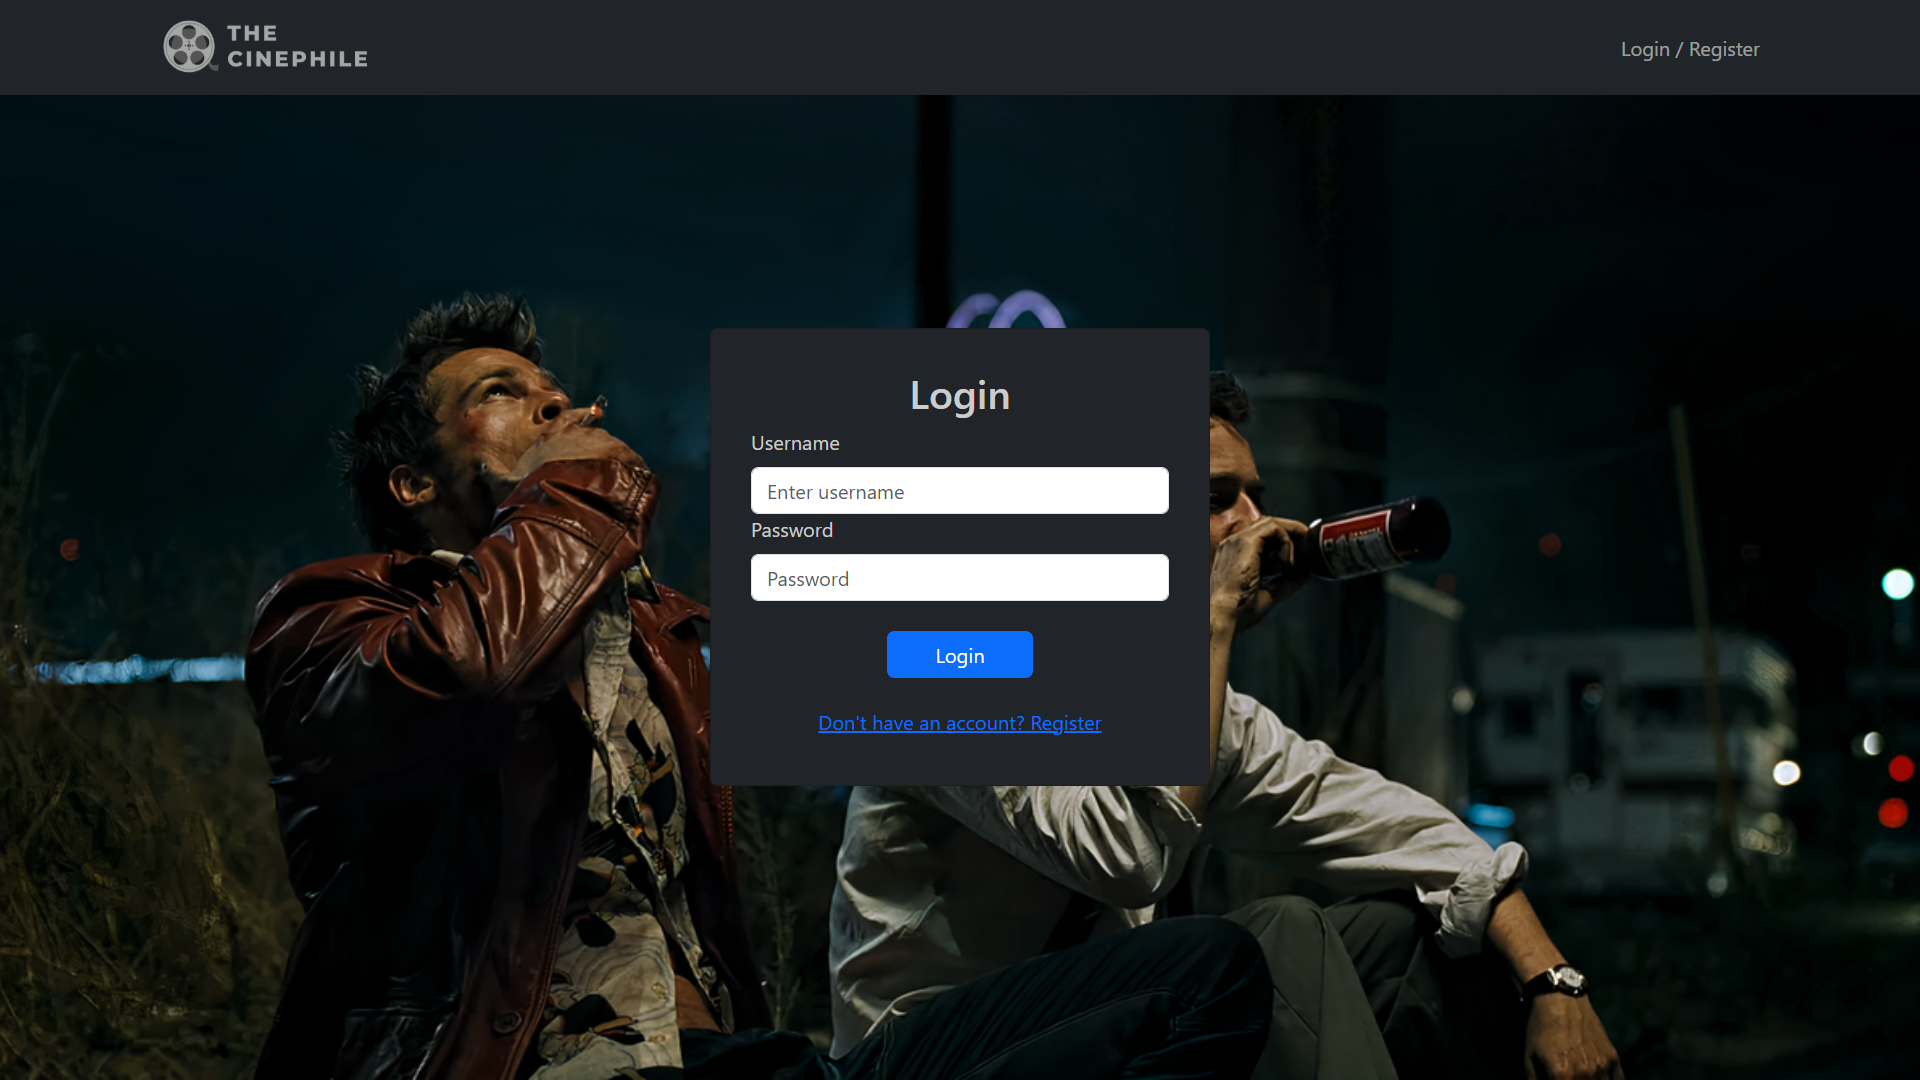 THE
CINEPHILE
Login / Register
Login
Username
Enter username
Password
Password
Login
Don't have an account? Register